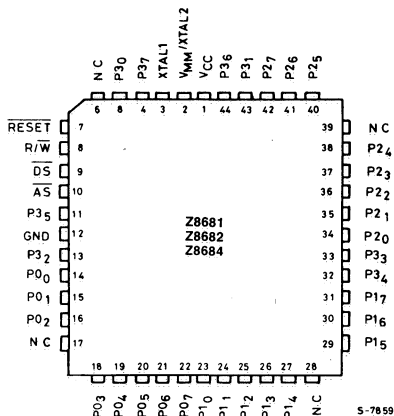 NC P3₀ P3₇ XTAL1 V_MM/XTAL2 V_CC P3₆ P3₁ P2₇ P2₆ P2₅
6 8 4 3 2 1 44 43 42 41 40
RESET 7 39 NC
R/W 8 38 P2₄
DS 9 37 P2₃
AS 10 36 P2₂
P3₅ 11 35 P2₁
GND 12 34 P2₀
P3₂ 13 33 P3₃
P0₀ 14 32 P3₄
P0₁ 15 31 P1₇
P0₂ 16 30 P1₆
NC 17 29 P1₅
Z8681
Z8682
Z8684
18 19 20 21 22 23 24 25 26 27 28
P0₃ P0₄ P0₅ P0₆ P0₇ P1₀ P1₁ P1₂ P1₃ P1₄ N.C
S-7859